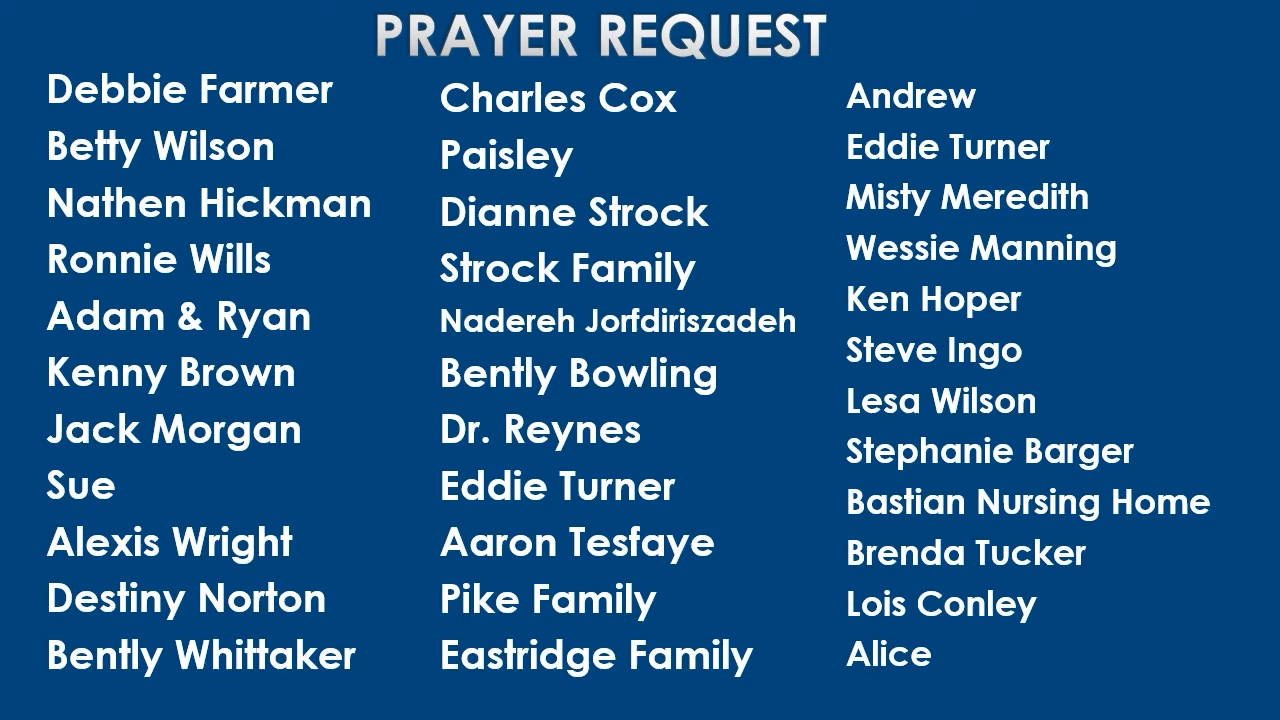 PRAYER REQUEST
Debbie Farmer
Betty Wilson
Nathen Hickman
Ronnie Wills
Adam & Ryan
Kenny Brown
Jack Morgan
Sue
Alexis Wright
Destiny Norton
Bently Whittaker
Charles Cox
Paisley
Dianne Strock
Strock Family
Nadereh Jorfdiriszadeh
Bently Bowling
Dr. Reynes
Eddie Turner
Aaron Tesfaye
Pike Family
Eastridge Family
Andrew
Eddie Turner
Misty Meredith
Wessie Manning
Ken Hoper
Steve Ingo
Lesa Wilson
Stephanie Barger
Bastian Nursing Home
Brenda Tucker
Lois Conley
Alice